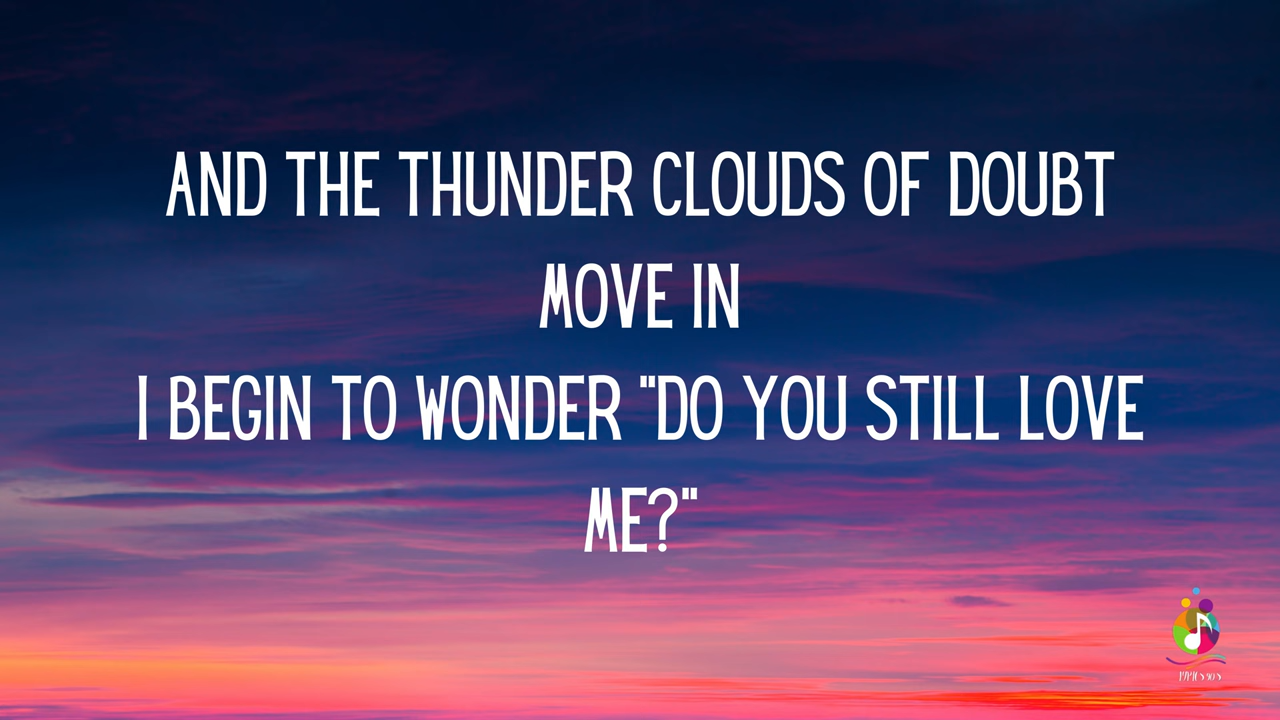 AND THE THUNDER CLOUDS OF DOUBT
MOVE IN
I BEGIN TO WONDER "DO YOU STILL LOVE
ME?"